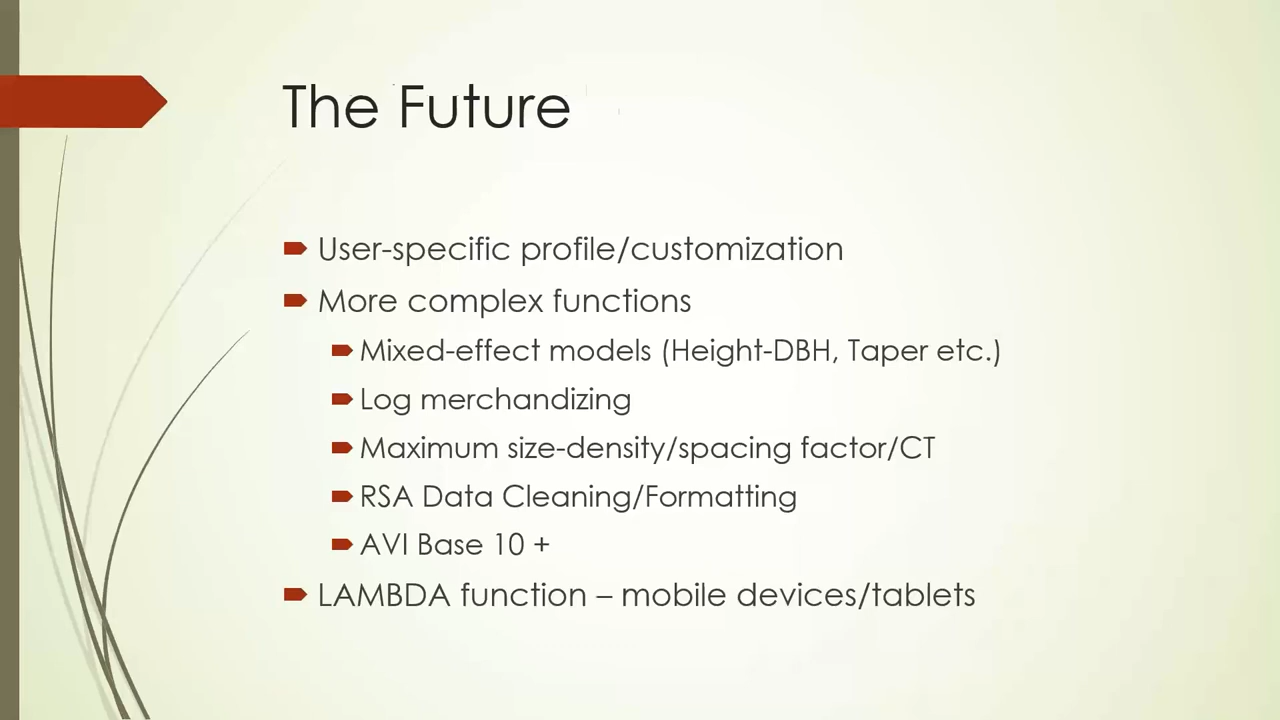 The Future
User-specific profile/customization
More complex functions
Mixed-effect models (Height-DBH, Taper etc.)
Log merchandizing
Maximum size-density/spacing factor/CT
RSA Data Cleaning/Formatting
AVI Base 10 +
LAMBDA function – mobile devices/tablets